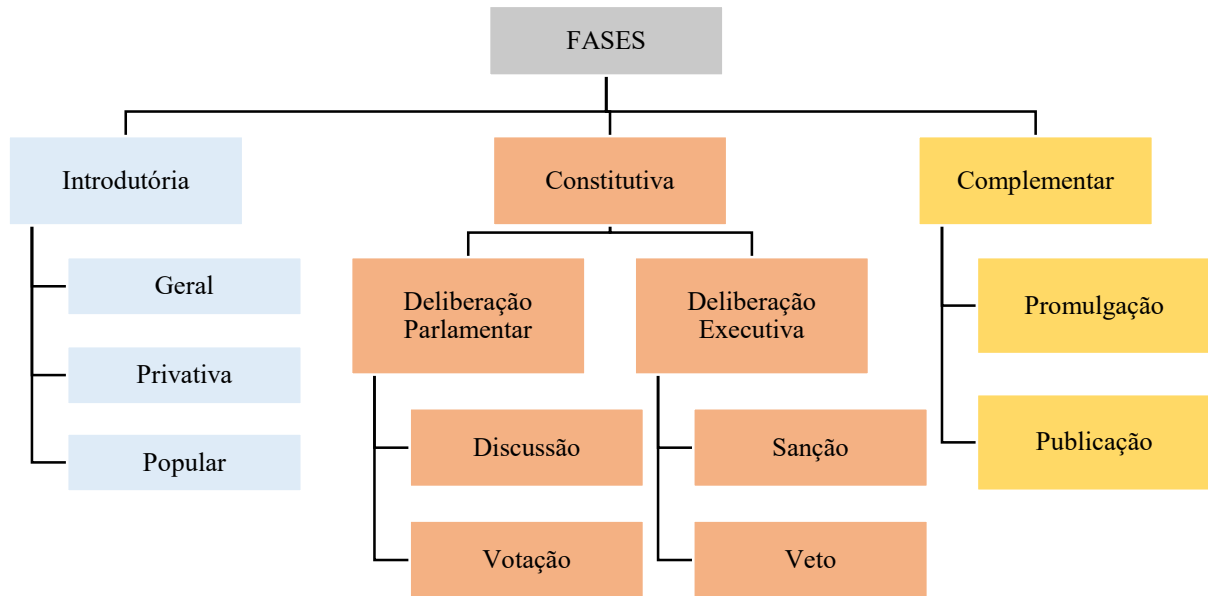 FASES
Introdutória
Constitutiva
Complementar
Geral
Privativa
Popular
Deliberação
Parlamentar
Deliberação
Executiva
Discussão
Votação
Sanção
Veto
Promulgação
Publicação